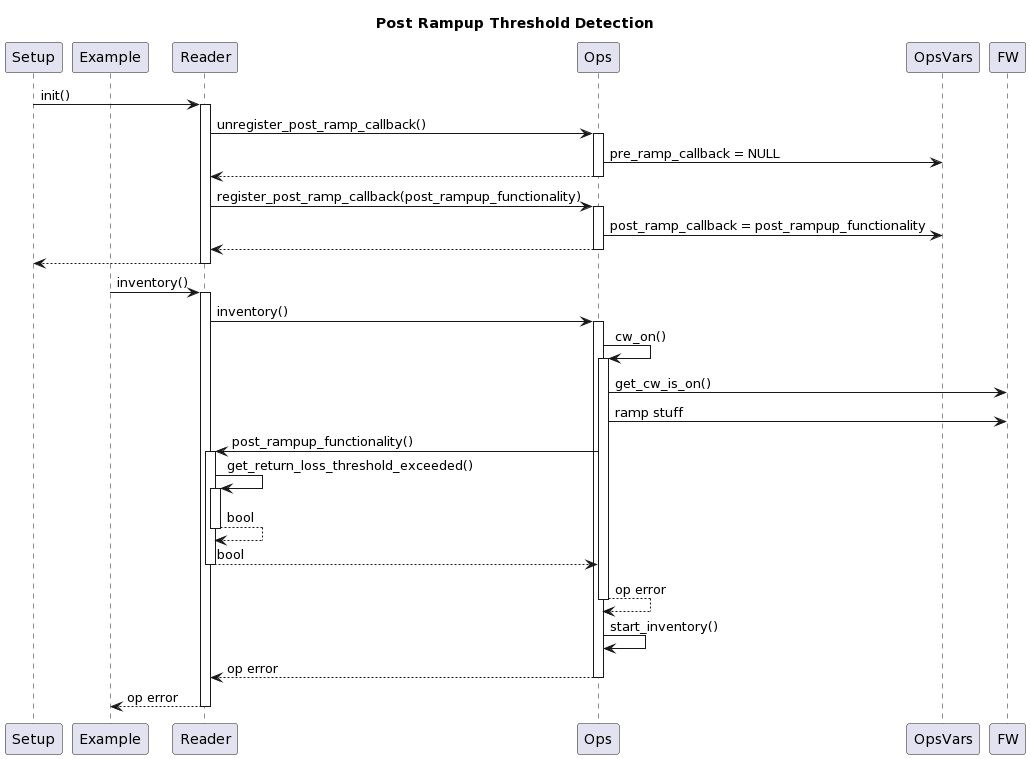 Post Rampup Threshold Detection
Setup Example Reader Ops OpsVars FW
init()
unregister_post_ramp_callback()
pre_ramp_callback = NULL
register_post_ramp_callback(post_rampup_functionality)
post_ramp_callback = post_rampup_functionality
inventory()
inventory()
cw_on()
get_cw_is_on()
ramp stuff
post_rampup_functionality()
get_return_loss_threshold_exceeded()
bool
bool
op error
start_inventory()
op error
op error
Setup Example Reader Ops OpsVars FW